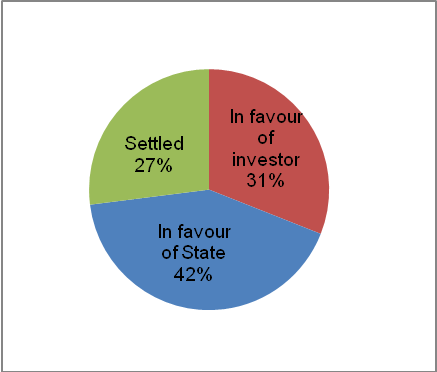 In favour
of
investor
31%
Settled
27%
In favour
of State
42%